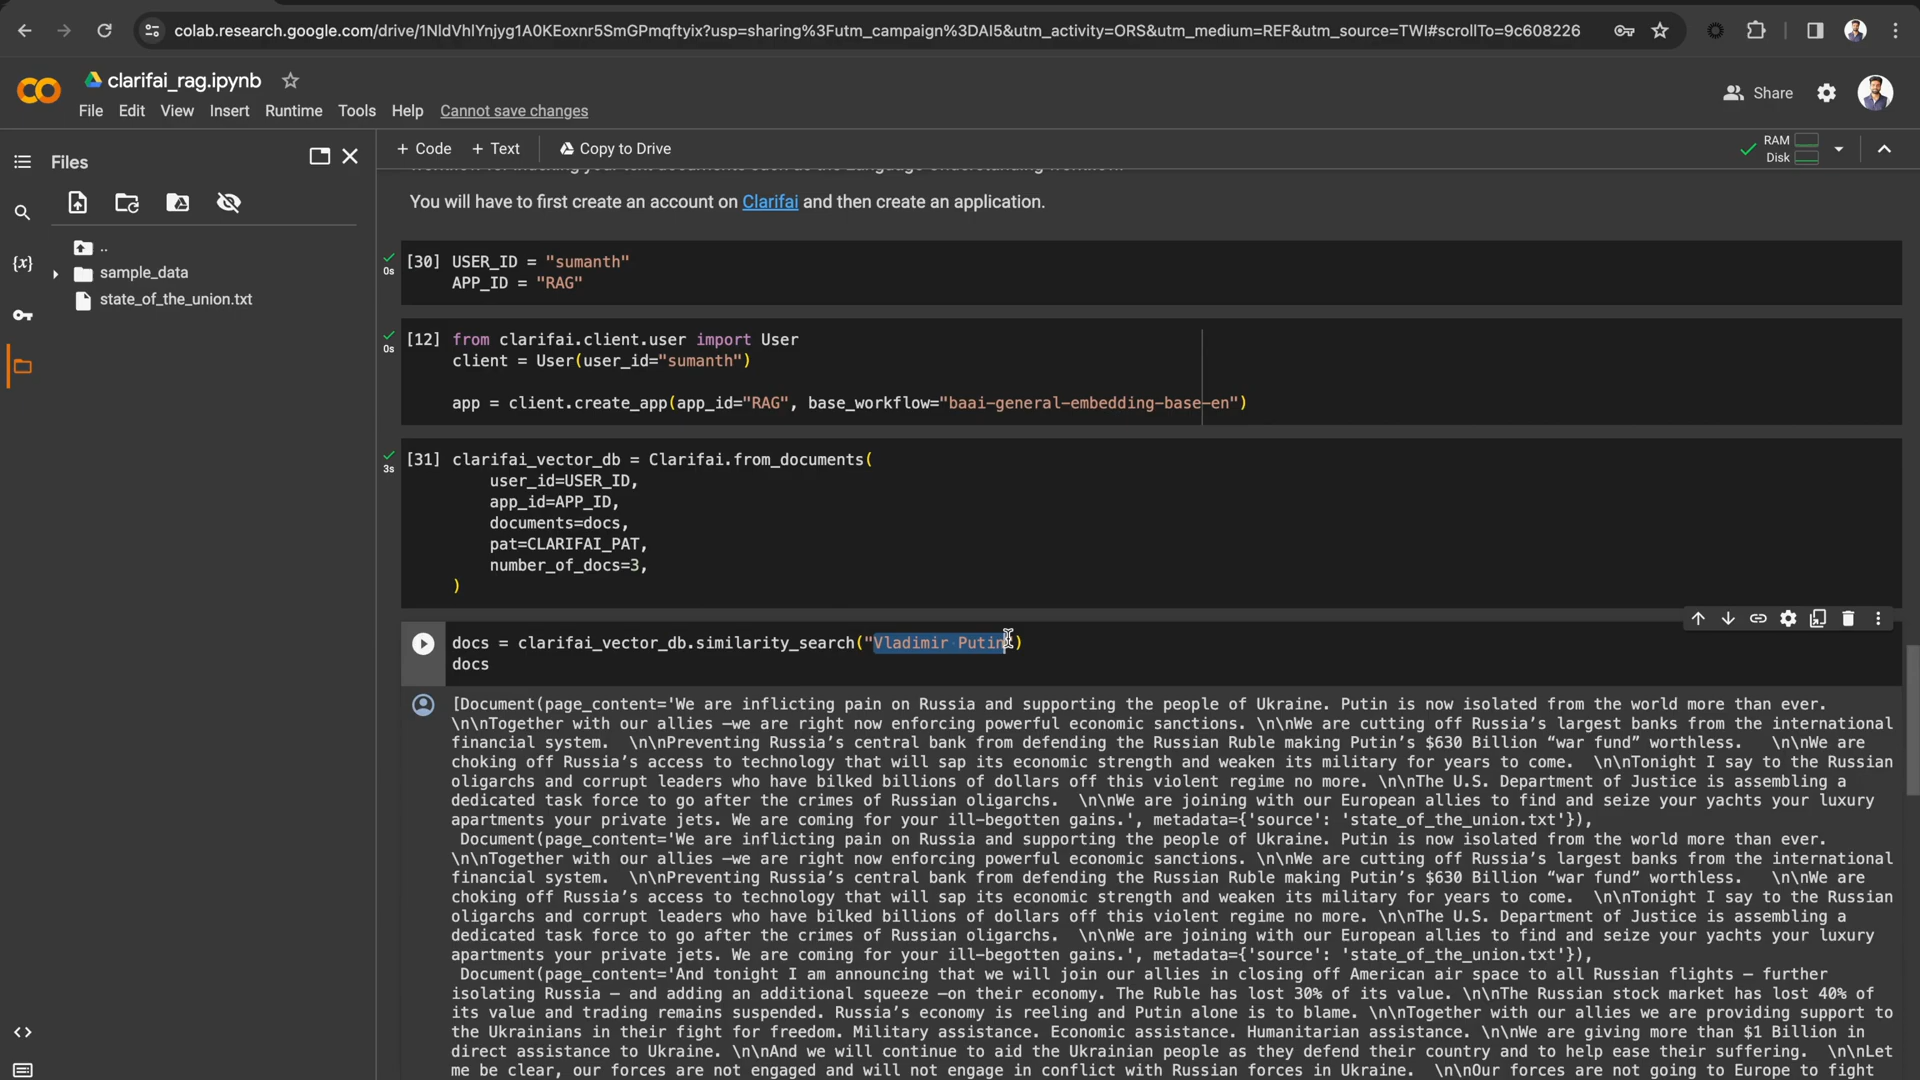 colab.research.google.com/drive/1NldVhlYnjyg1A0KEoxnr5SmGPmqftyix?usp=sharing%3Futm_campaign%3DAI5&utm_activity=ORS&utm_medium=REF&utm_source=TWI#scrollTo=9c608226
CO
clarifai_rag.ipynb
File Edit View Insert Runtime Tools Help Cannot save changes
Share
Files
+ Code + Text Copy to Drive
RAM
Disk
..
sample_data
state_of_the_union.txt
{x}
You will have to first create an account on Clarifai and then create an application.
0s
[30] USER_ID = "sumanth"
APP_ID = "RAG"
0s
[12] from clarifai.client.user import User
client = User(user_id="sumanth")
app = client.create_app(app_id="RAG", base_workflow="baai-general-embedding-base-en")
3s
[31] clarifai_vector_db = Clarifai.from_documents(
user_id=USER_ID,
app_id=APP_ID,
documents=docs,
pat=CLARIFAI_PAT,
number_of_docs=3,
)
docs = clarifai_vector_db.similarity_search("Vladimir Putin")
docs
[Document(page_content='We are inflicting pain on Russia and supporting the people of Ukraine. Putin is now isolated from the world more than ever.
\n\nTogether with our allies –we are right now enforcing powerful economic sanctions. \n\nWe are cutting off Russia’s largest banks from the international
financial system.  \n\nPreventing Russia’s central bank from defending the Russian Ruble making Putin’s $630 Billion “war fund” worthless.   \n\nWe are
choking off Russia’s access to technology that will sap its economic strength and weaken its military for years to come.  \n\nTonight I say to the Russian
oligarchs and corrupt leaders who have bilked billions of dollars off this violent regime no more. \n\nThe U.S. Department of Justice is assembling a
dedicated task force to go after the crimes of Russian oligarchs.  \n\nWe are joining with our European allies to find and seize your yachts your luxury
apartments your private jets. We are coming for your ill-begotten gains.', metadata={'source': 'state_of_the_union.txt'}),
Document(page_content='We are inflicting pain on Russia and supporting the people of Ukraine. Putin is now isolated from the world more than ever.
\n\nTogether with our allies –we are right now enforcing powerful economic sanctions. \n\nWe are cutting off Russia’s largest banks from the international
financial system.  \n\nPreventing Russia’s central bank from defending the Russian Ruble making Putin’s $630 Billion “war fund” worthless.   \n\nWe are
choking off Russia’s access to technology that will sap its economic strength and weaken its military for years to come.  \n\nTonight I say to the Russian
oligarchs and corrupt leaders who have bilked billions of dollars off this violent regime no more. \n\nThe U.S. Department of Justice is assembling a
dedicated task force to go after the crimes of Russian oligarchs.  \n\nWe are joining with our European allies to find and seize your yachts your luxury
apartments your private jets. We are coming for your ill-begotten gains.', metadata={'source': 'state_of_the_union.txt'}),
Document(page_content='And tonight I am announcing that we will join our allies in closing off American air space to all Russian flights – further
isolating Russia – and adding an additional squeeze –on their economy. The Ruble has lost 30% of its value. \n\nThe Russian stock market has lost 40% of
its value and trading remains suspended. Russia’s economy is reeling and Putin alone is to blame. \n\nTogether with our allies we are providing support to
the Ukrainians in their fight for freedom. Military assistance. Economic assistance. Humanitarian assistance. \n\nWe are giving more than $1 Billion in
direct assistance to Ukraine. \n\nAnd we will continue to aid the Ukrainian people as they defend their country and to help ease their suffering.  \n\nLet
me be clear, our forces are not engaged and will not engage in conflict with Russian forces in Ukraine.  \n\nOur forces are not going to Europe to fight